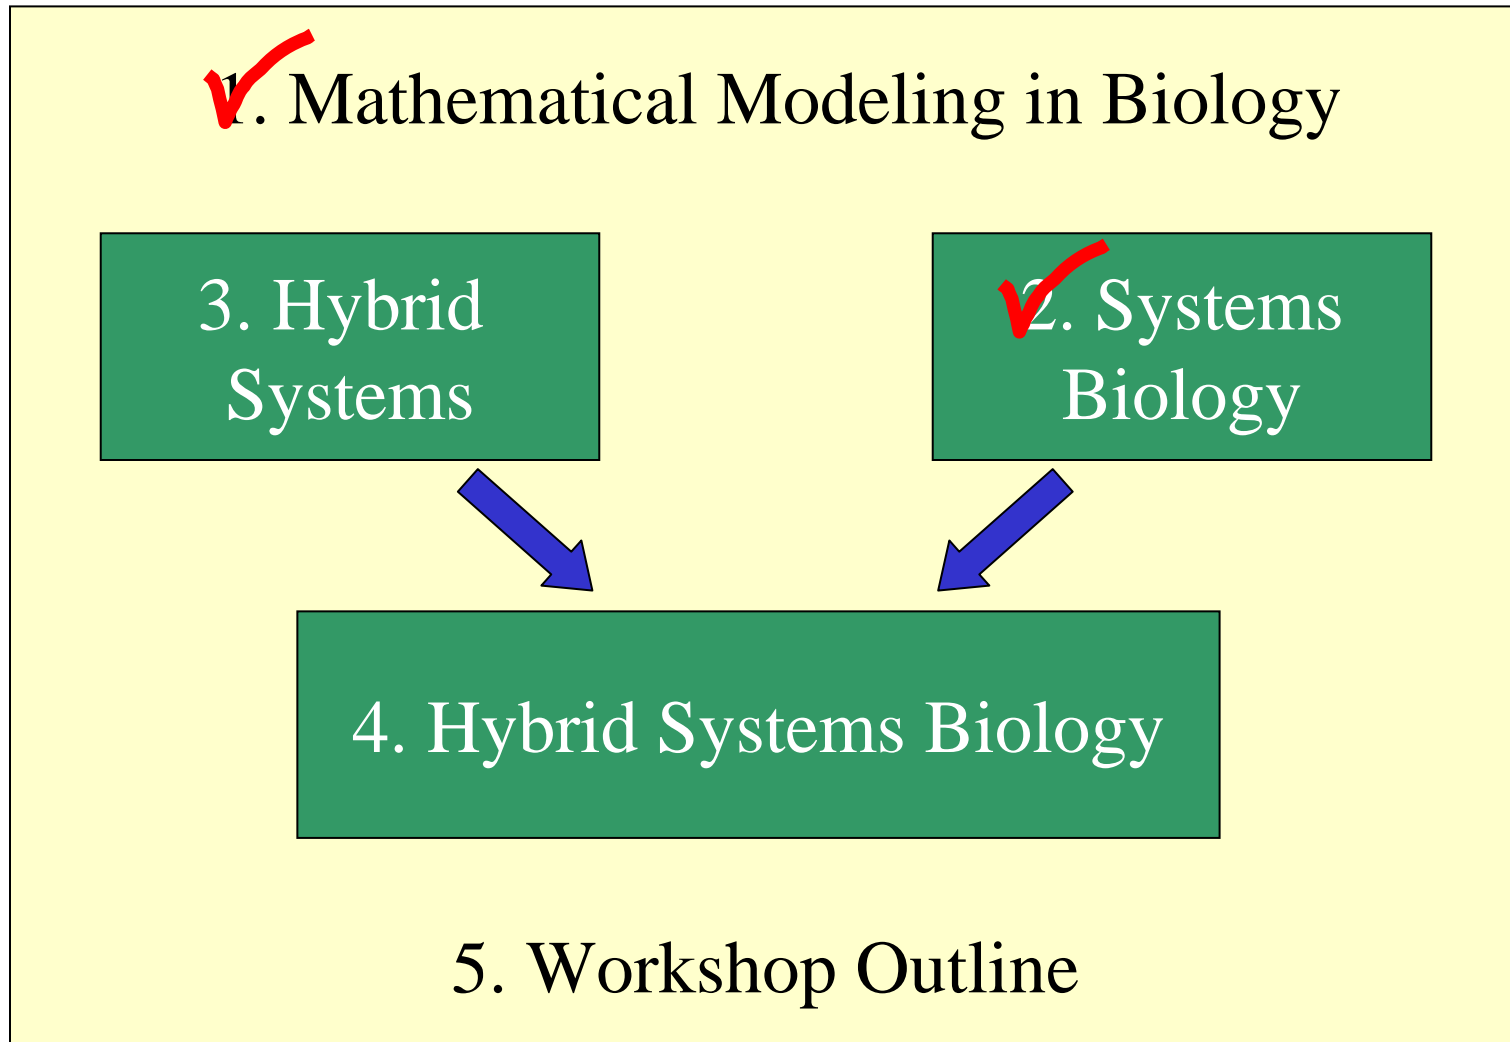 1. Mathematical Modeling in Biology
3. Hybrid
Systems
2. Systems
Biology
4. Hybrid Systems Biology
5. Workshop Outline